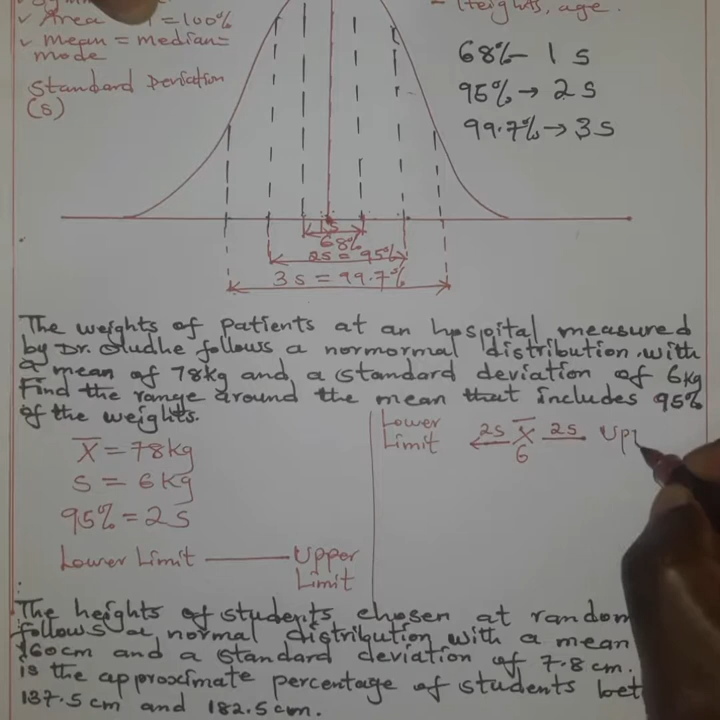 ✓ Area = 100%
✓ mean = median =
mode
Standard Deviation
(s)
- Heights, age.
68% - 1 s
95% → 2 s
99.7% → 3 s
1s
68%
2s = 95%
3 s = 99.7%
The weights of patients at an hospital measured
by Dr. Oludhe follows a normormal distribution with
a mean of 78kg and a standard deviation of 6kg
Find the range around the mean that includes 95%
of the weights.
X̅ = 78kg
s = 6kg
95% = 2s
Lower Limit — Upper
Limit
Lower
Limit
2s X̅ 2s Up
6
The heights of students chosen at random
follows a normal distribution with a mean
160cm and a standard deviation of 7.8 cm.
is the approximate percentage of students bet
137.5 cm and 182.5 cm.